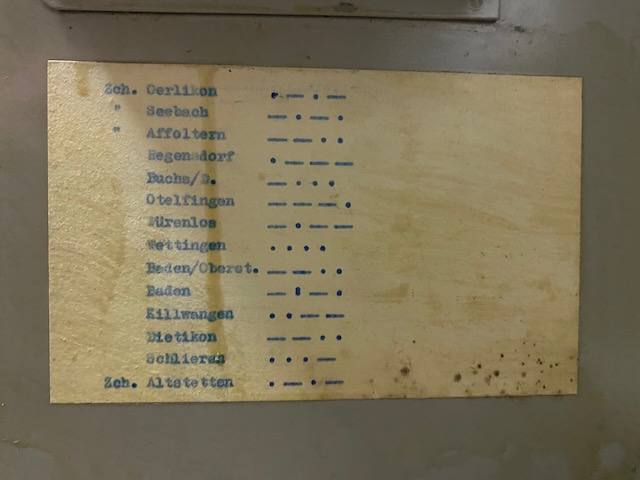 Zch. Oerlikon . — . —
" Seebach — . — .
" Affoltern — — . .
Regensdorf . — — —
Buchs/D. — . . .
Otelfingen — — — .
Würenlos — . — —
Wettingen . . . .
Baden/Oberst. — — . .
Baden — . — .
Killwangen . . — —
Dietikon — — . .
Schlieren . . . —
Zch. Altstetten . — . —